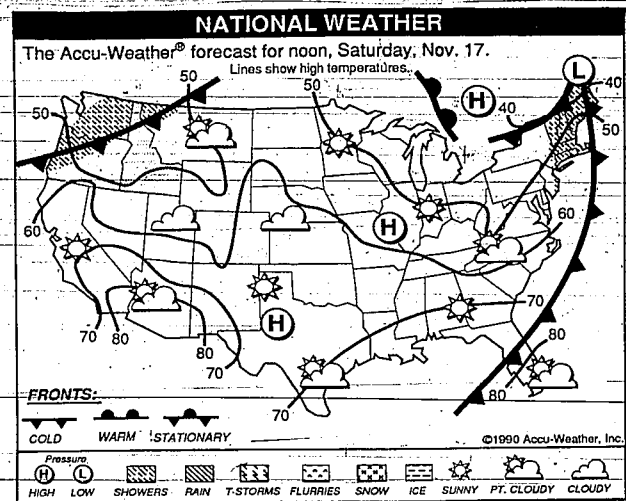 NATIONAL WEATHER
The Accu-Weather® forecast for noon, Saturday, Nov. 17.
Lines show high temperatures.
50
50
50
L
H
40
40
50
60
H
60
70
H
70
80
80
70
70
80
FRONTS:
COLD WARM STATIONARY
©1990 Accu-Weather, Inc.
Pressure
H L
HIGH LOW SHOWERS RAIN T-STORMS FLURRIES SNOW ICE SUNNY PT. CLOUDY CLOUDY